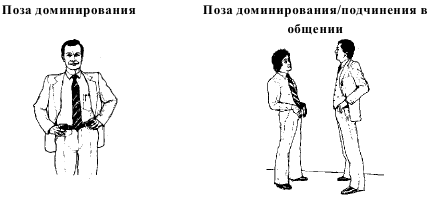 Поза доминирования
Поза доминирования/подчинения в
общении